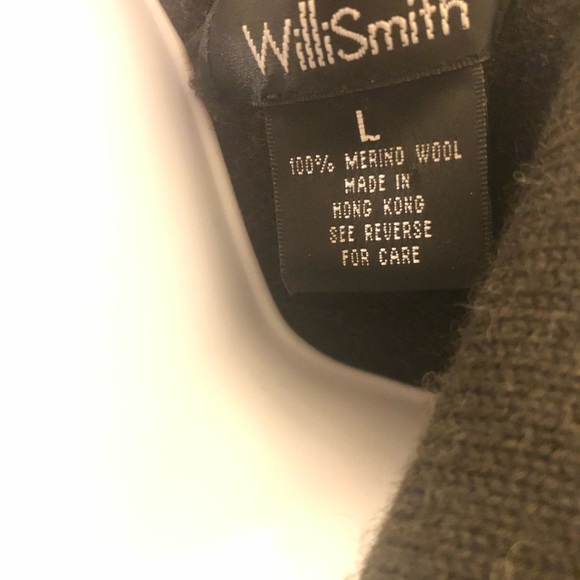 WilliSmith
L
100% MERINO WOOL
MADE IN
HONG KONG
SEE REVERSE
FOR CARE